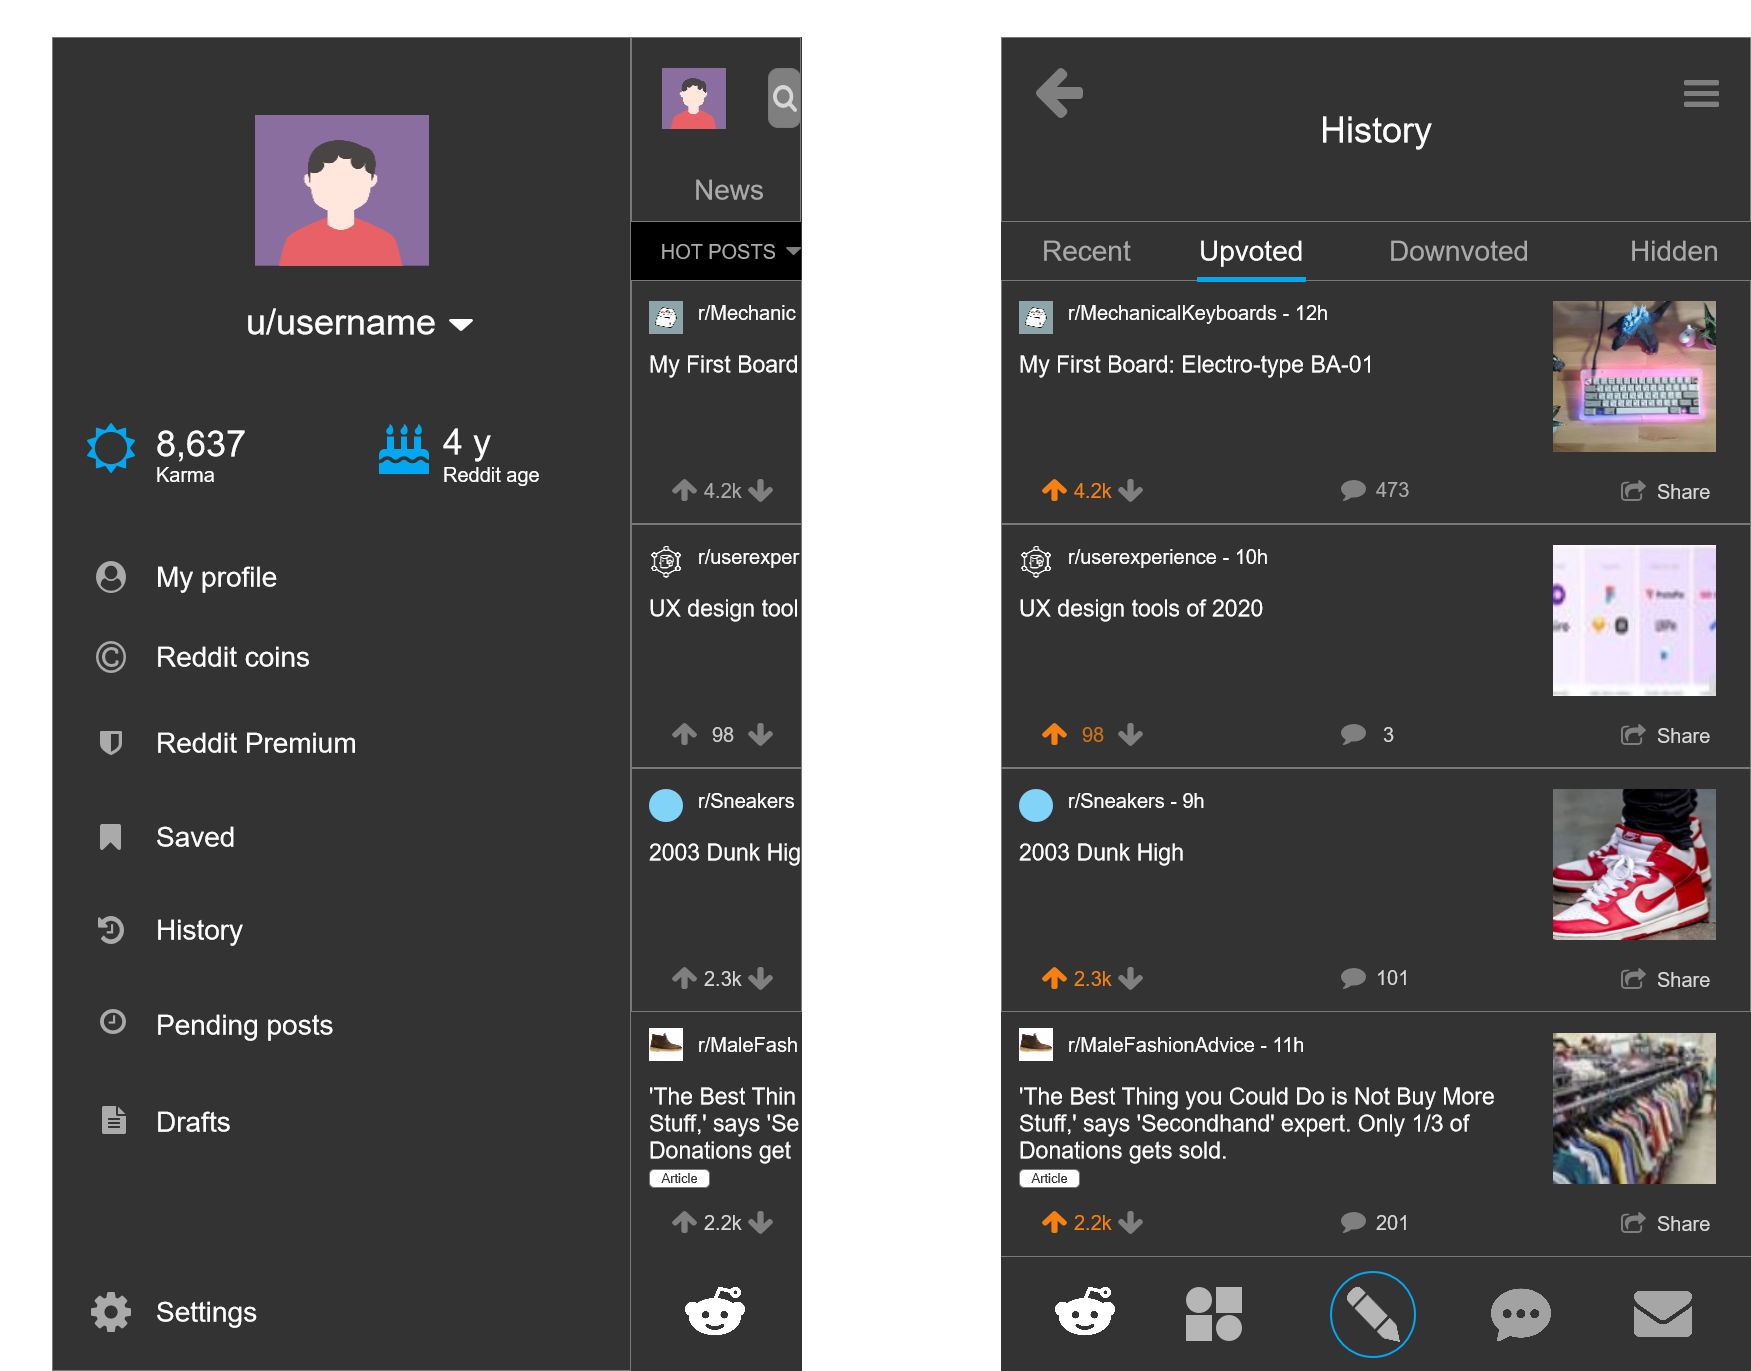 u/username
8,637
Karma
4 y
Reddit age
My profile
Reddit coins
Reddit Premium
Saved
History
Pending posts
Drafts
Settings
News
HOT POSTS
r/Mechanic
My First Board
4.2k
r/userexper
UX design tool
98
r/Sneakers
2003 Dunk Hig
2.3k
r/MaleFash
'The Best Thin
Stuff,' says 'Se
Donations get
Article
2.2k
History
Recent Upvoted Downvoted Hidden
r/MechanicalKeyboards - 12h
My First Board: Electro-type BA-01
4.2k 473 Share
r/userexperience - 10h
UX design tools of 2020
98 3 Share
r/Sneakers - 9h
2003 Dunk High
2.3k 101 Share
r/MaleFashionAdvice - 11h
'The Best Thing you Could Do is Not Buy More
Stuff,' says 'Secondhand' expert. Only 1/3 of
Donations gets sold.
Article
2.2k 201 Share